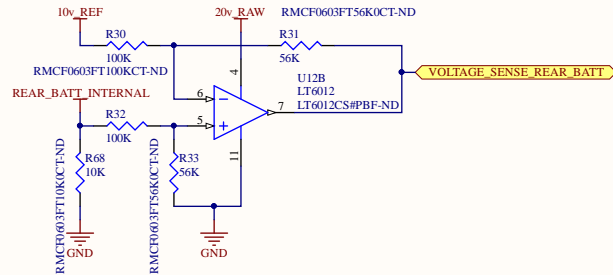 10v_REF
20v_RAW
RMCF0603FT56K0CT-ND
R30
R31
100K
56K
RMCF0603FT100KCT-ND
VOLTAGE_SENSE_REAR_BATT
4
U12B
LT6012
LT6012CS#PBF-ND
REAR_BATT_INTERNAL
6
7
5
R32
100K
11
R68
10K
R33
56K
RMCF0603FT10K0CT-ND
RMCF0603FT56K0CT-ND
GND
GND